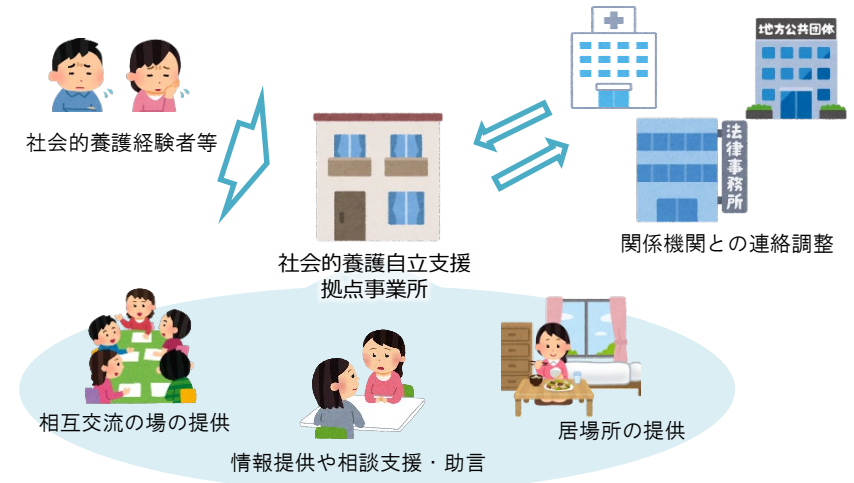 地方公共団体
法律事務所
社会的養護経験者等
関係機関との連絡調整
社会的養護自立支援
拠点事業所
相互交流の場の提供
居場所の提供
情報提供や相談支援・助言